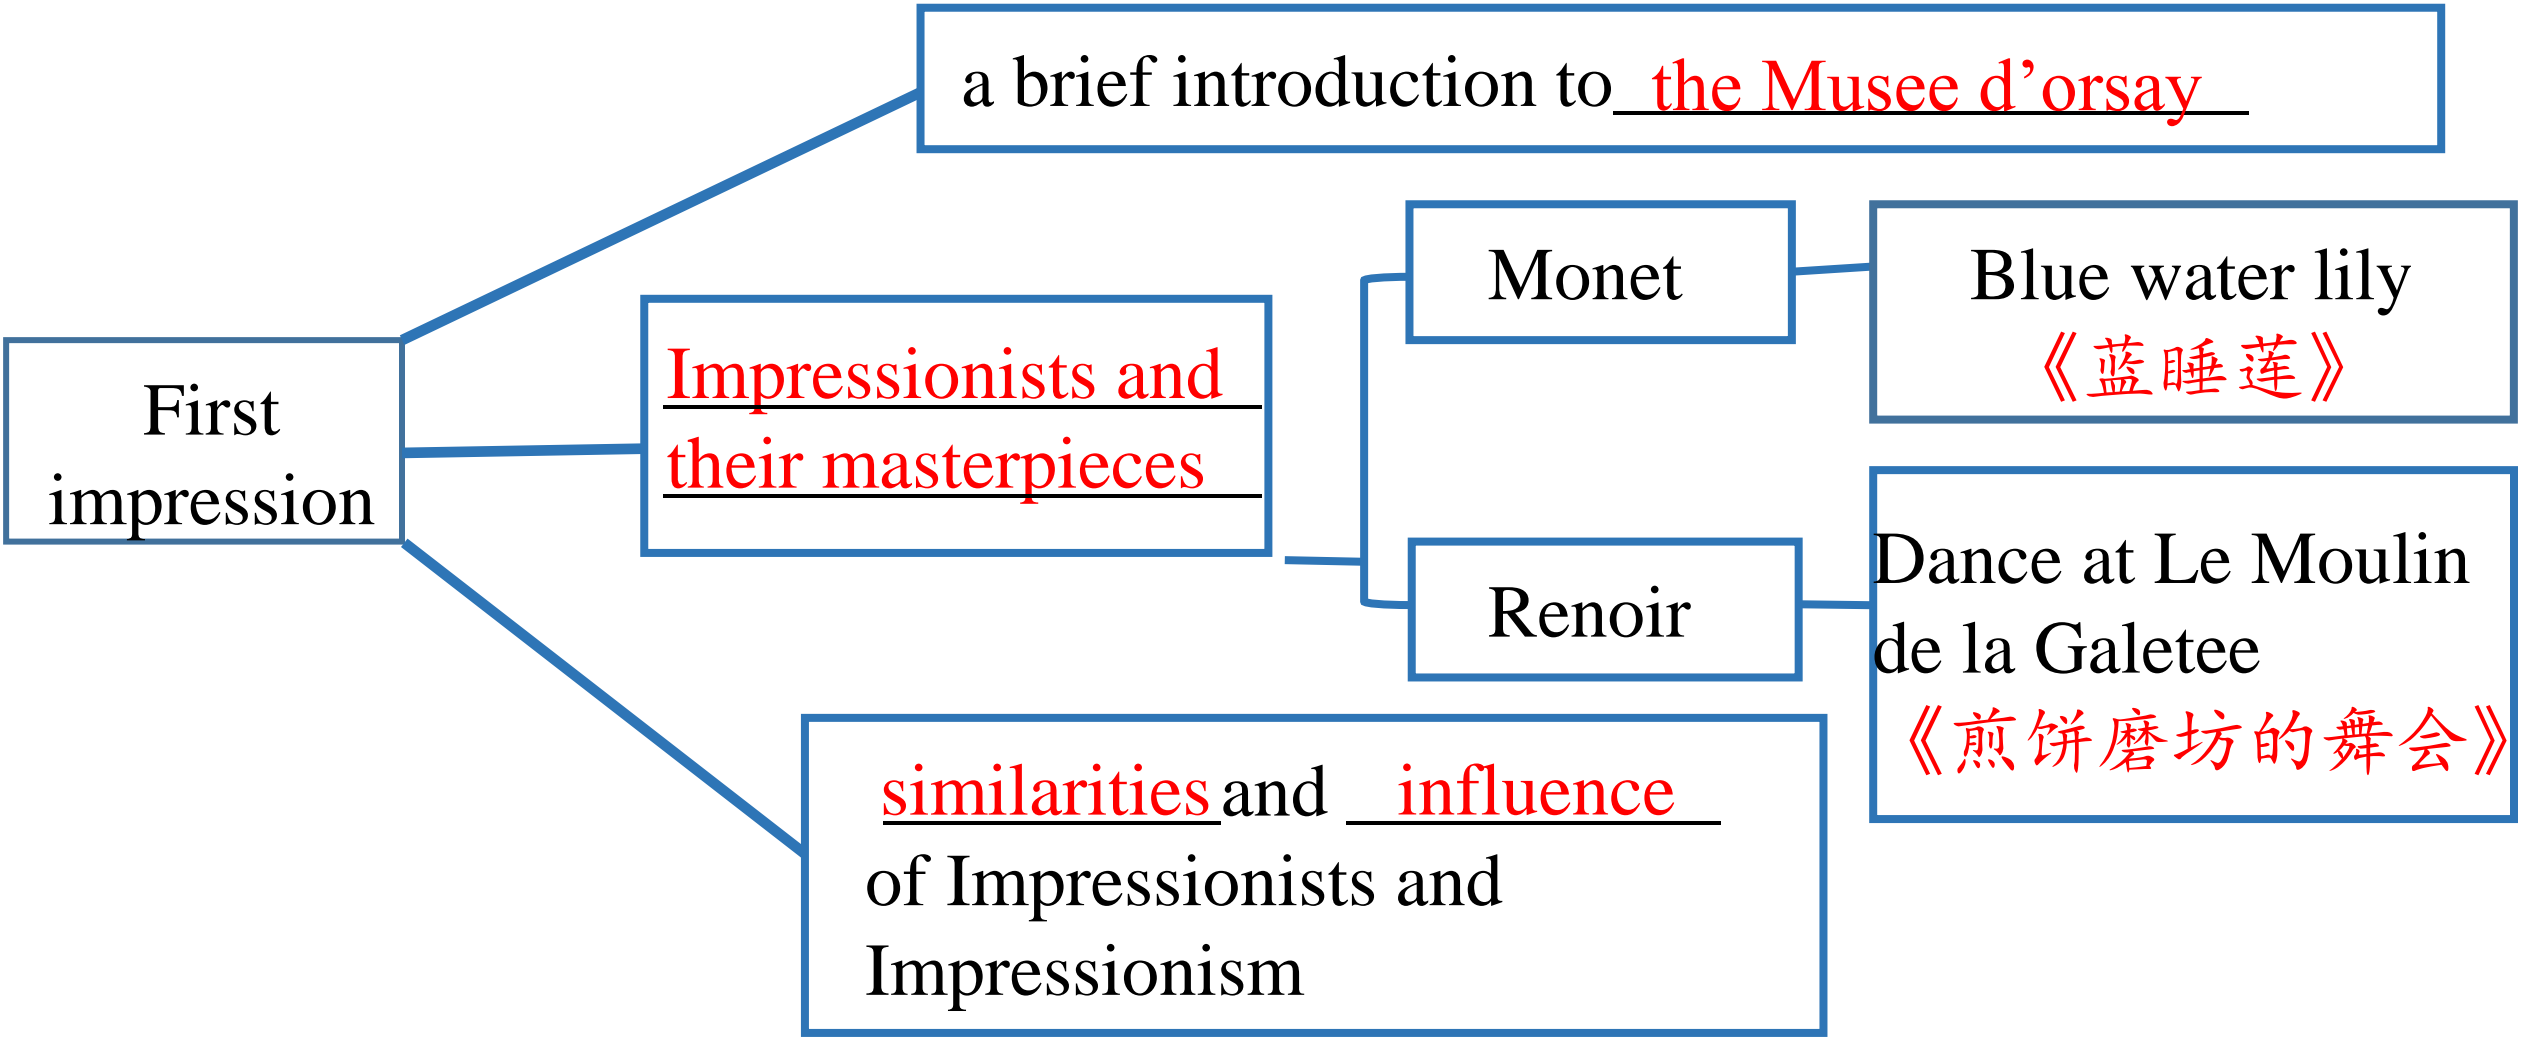 a brief introduction to the Musee d’orsay
First
impression
Impressionists and
their masterpieces
Monet
Blue water lily
《蓝睡莲》
Renoir
Dance at Le Moulin
de la Galetee
《煎饼磨坊的舞会》
similarities and influence
of Impressionists and
Impressionism